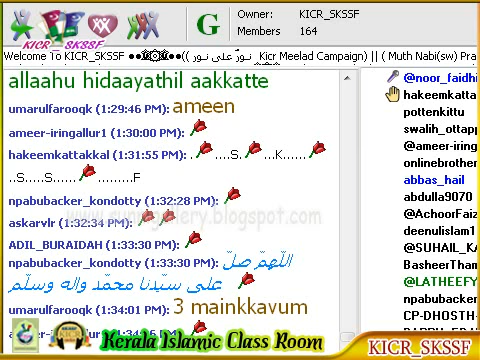 KICR_SKSSF
G
Owner: KICR_SKSSF
Members 164
Welcome To KICR_SKSSF
نور على نور Kicr Meelad Campaign) || ( Muth Nabi(sw) Pra
allaahu hidaayathil aakkatte
umarulfarooqk (1:29:46 PM): ameen
ameer-iringallur1 (1:30:00 PM):
hakeemkattakkal (1:31:55 PM): ......S......K......
..S.....S...............F
npabubacker_kondotty (1:32:28 PM):
askarvlr (1:32:34 PM):
ADIL_BURAIDAH (1:33:30 PM):
npabubacker_kondotty (1:33:30 PM): اللّهمّ صلّ
على سيّدنا محمّد واله وسلّم
umarulfarooqk (1:34:01 PM): 3 mainkkavum
@noor_faidhi
hakeemkatta
pottenkittu
swalih_ottapp
@ameer-iring
onlinebrother
abbas_hail
abdulla9070
@AchoorFaiz
deenulislam1
@SUHAIL_KA
BasheerTham
@LATHEEFY
npabubacker
CP-DHOSTH-
Kerala Islamic Class Room
KICR_SKSSF